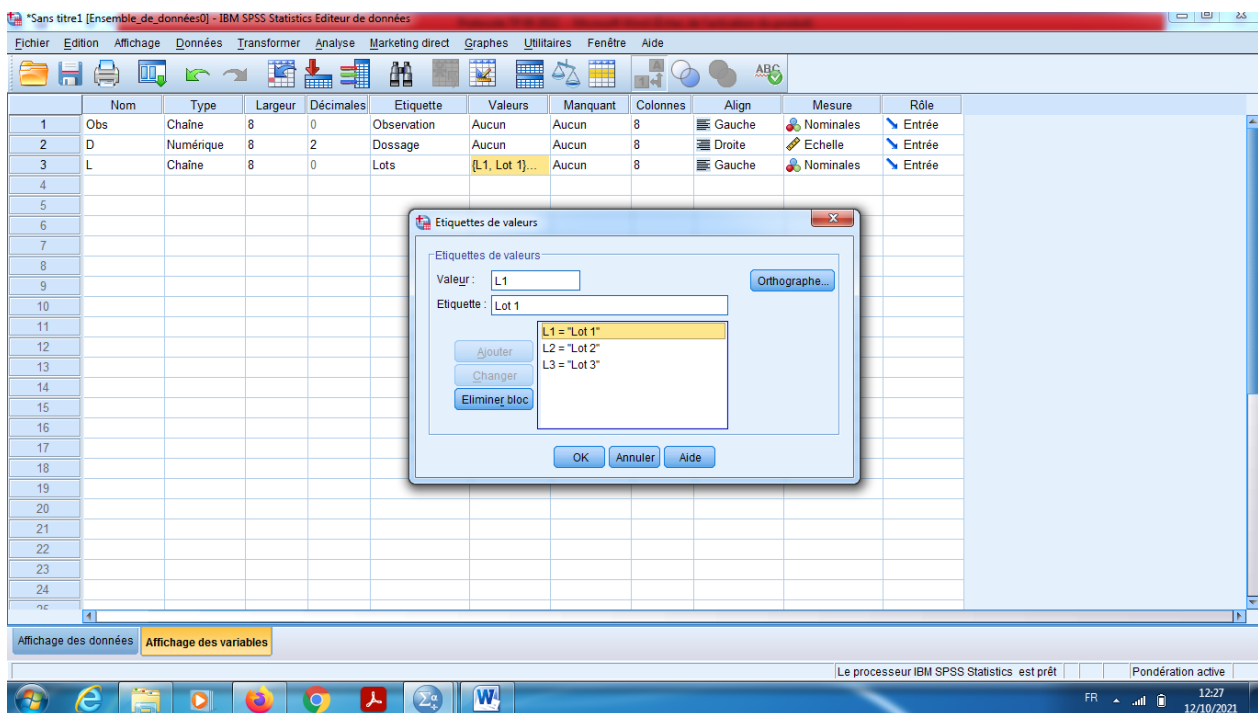 *Sans titre1 [Ensemble_de_données0] - IBM SPSS Statistics Editeur de données
Fichier Edition Affichage Données Transformer Analyse Marketing direct Graphes Utilitaires Fenêtre Aide
Nom Type Largeur Décimales Etiquette Valeurs Manquant Colonnes Align Mesure Rôle
1 Obs Chaîne 8 0 Observation Aucun Aucun 8 Gauche Nominales Entrée
2 D Numérique 8 2 Dossage Aucun Aucun 8 Droite Echelle Entrée
3 L Chaîne 8 0 Lots {L1, Lot 1}... Aucun 8 Gauche Nominales Entrée
4
5
6
7
8
9
10
11
12
13
14
15
16
17
18
19
20
21
22
23
24
25
Etiquettes de valeurs
Etiquettes de valeurs
Valeur : L1
Orthographe...
Etiquette : Lot 1
L1 = "Lot 1"
L2 = "Lot 2"
L3 = "Lot 3"
Ajouter
Changer
Eliminer bloc
OK Annuler Aide
Affichage des données Affichage des variables
Le processeur IBM SPSS Statistics est prêt Pondération active
FR 12:27
12/10/2021